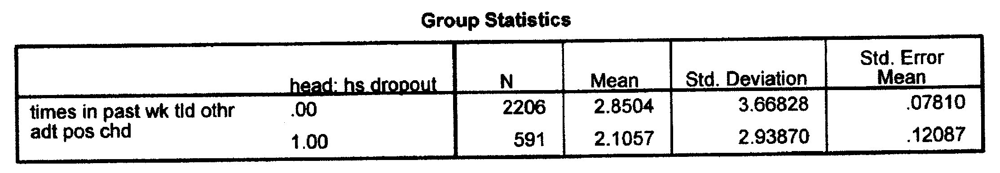 Group Statistics
head: hs dropout N Mean Std. Deviation Std. Error Mean
times in past wk tld othr adt pos chd .00 2206 2.8504 3.66828 .07810
1.00 591 2.1057 2.93870 .12087